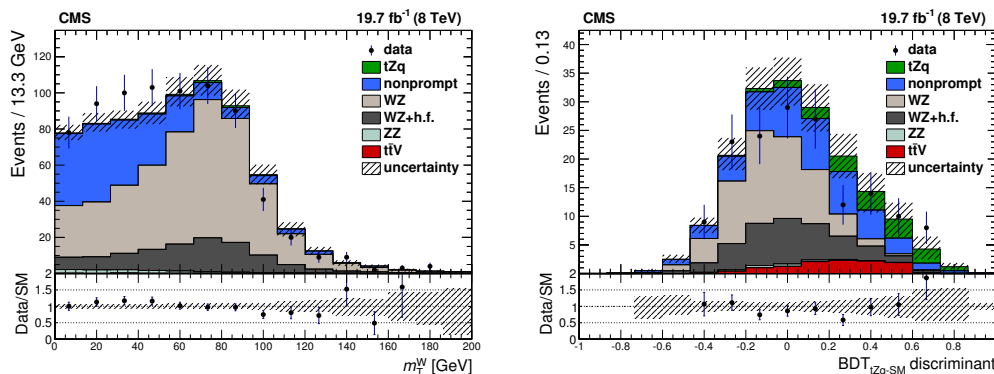 CMS 19.7 fb⁻¹ (8 TeV)
Events / 13.3 GeV
120
100
80
60
40
20
data
tZq
nonprompt
WZ
WZ+h.f.
ZZ
tt̄V
uncertainty
Data/SM
2
1.5
1
0.5
0 20 40 60 80 100 120 140 160 180 200
m_T^W [GeV]
CMS 19.7 fb⁻¹ (8 TeV)
Events / 0.13
40
35
30
25
20
15
10
5
data
tZq
nonprompt
WZ
WZ+h.f.
ZZ
tt̄V
uncertainty
Data/SM
2
1.5
1
0.5
-1 -0.8 -0.6 -0.4 -0.2 0 0.2 0.4 0.6 0.8 1
BDT_tZq-SM discriminant